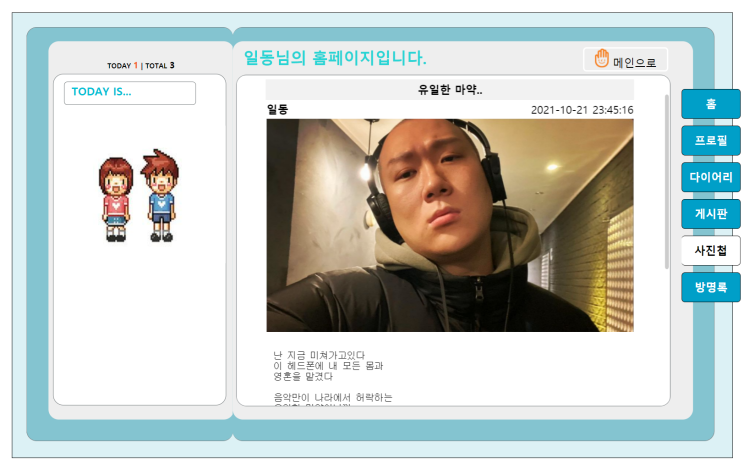 TODAY 1 | TOTAL 3
TODAY IS...
일동님의 홈페이지입니다.
메인으로
유일한 마약..
일동 2021-10-21 23:45:16
난 지금 미쳐가고있다
이 헤드폰에 내 모든 몸과
영혼을 맡겼다
음악만이 나라에서 허락하는
홈
프로필
다이어리
게시판
사진첩
방명록